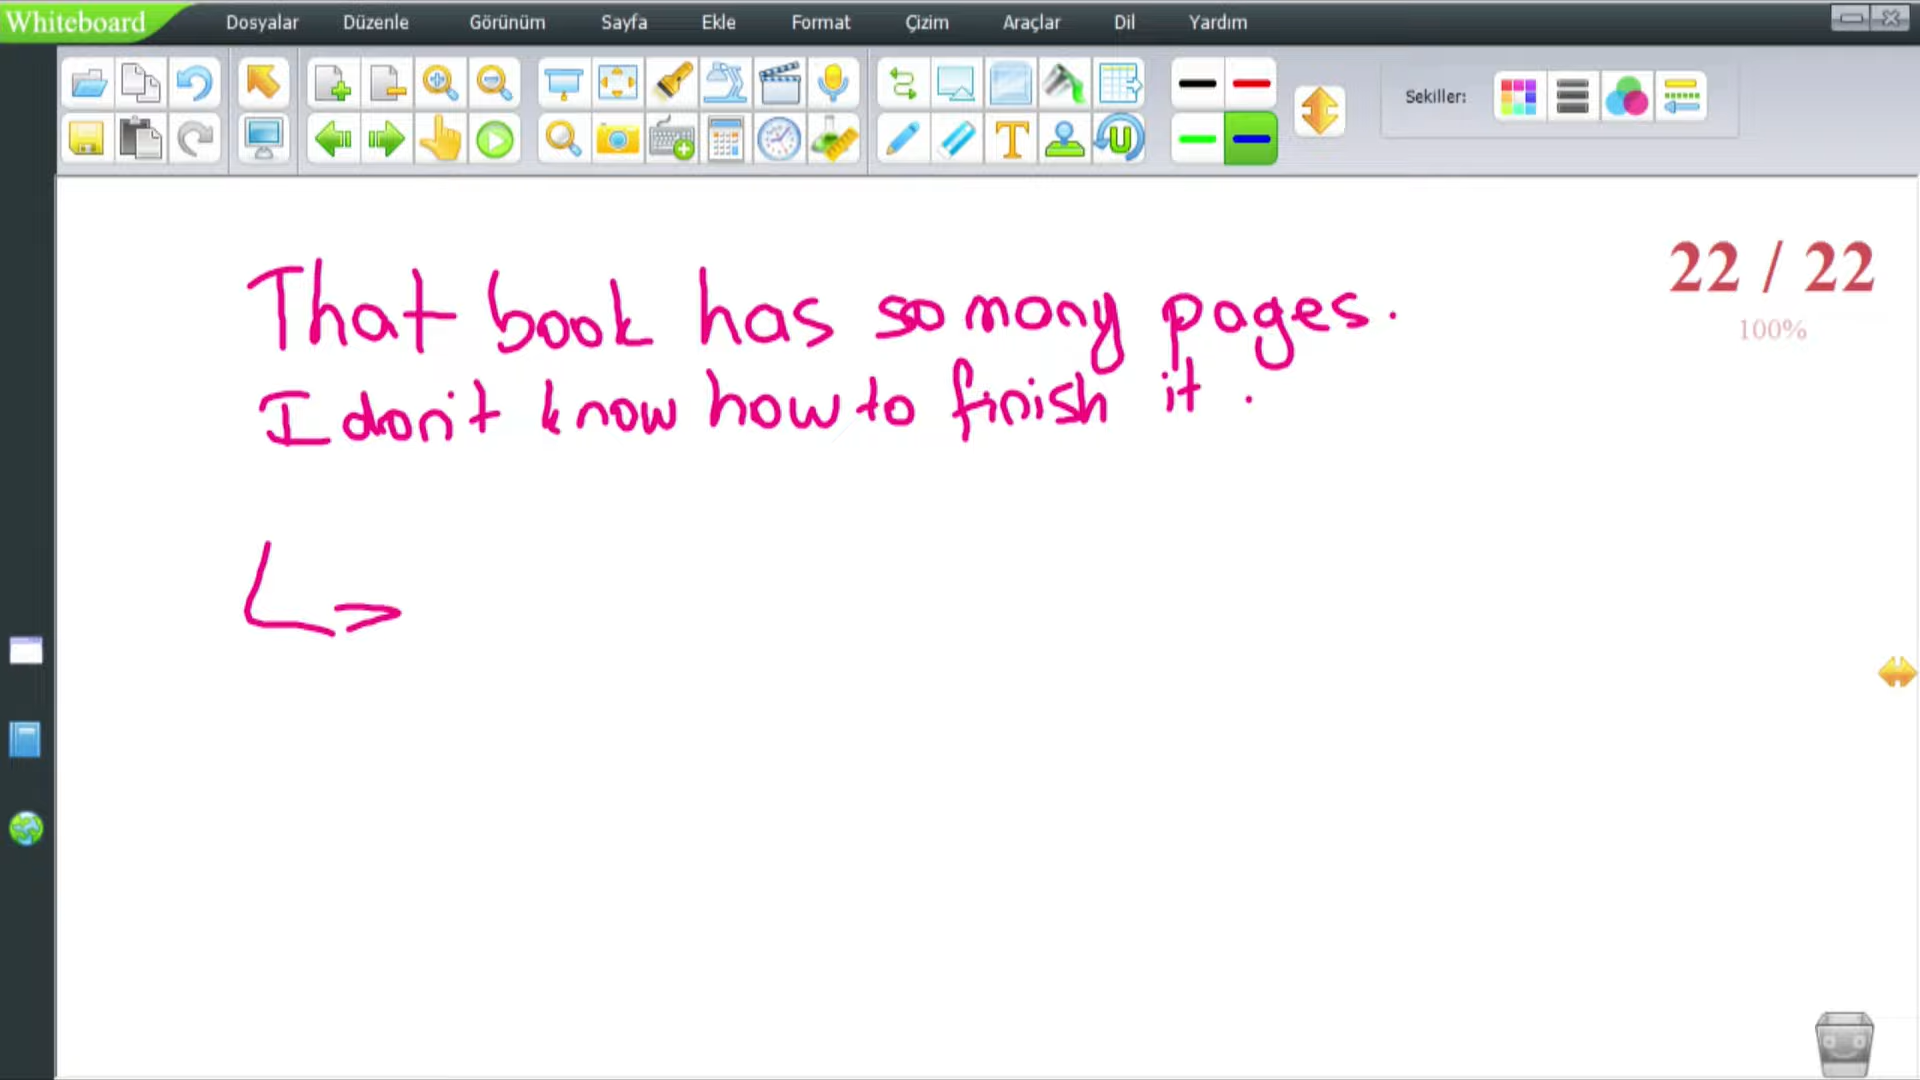 Whiteboard Dosyalar Düzenle Görünüm Sayfa Ekle Format Çizim Araçlar Dil Yardım
Sekiller:
22 / 22
100%
That book has so many pages.
I don't know how to finish it.